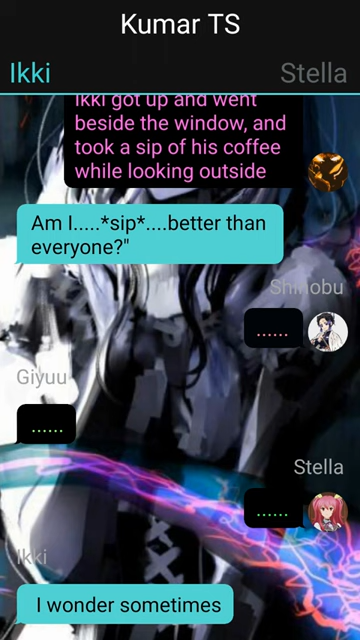 Kumar TS
Ikki
Stella
Ikki got up and went
beside the window, and
took a sip of his coffee
while looking outside
Am I.....*sip*....better than
everyone?"
Shinobu
......
Giyuu
......
Stella
......
Ikki
I wonder sometimes